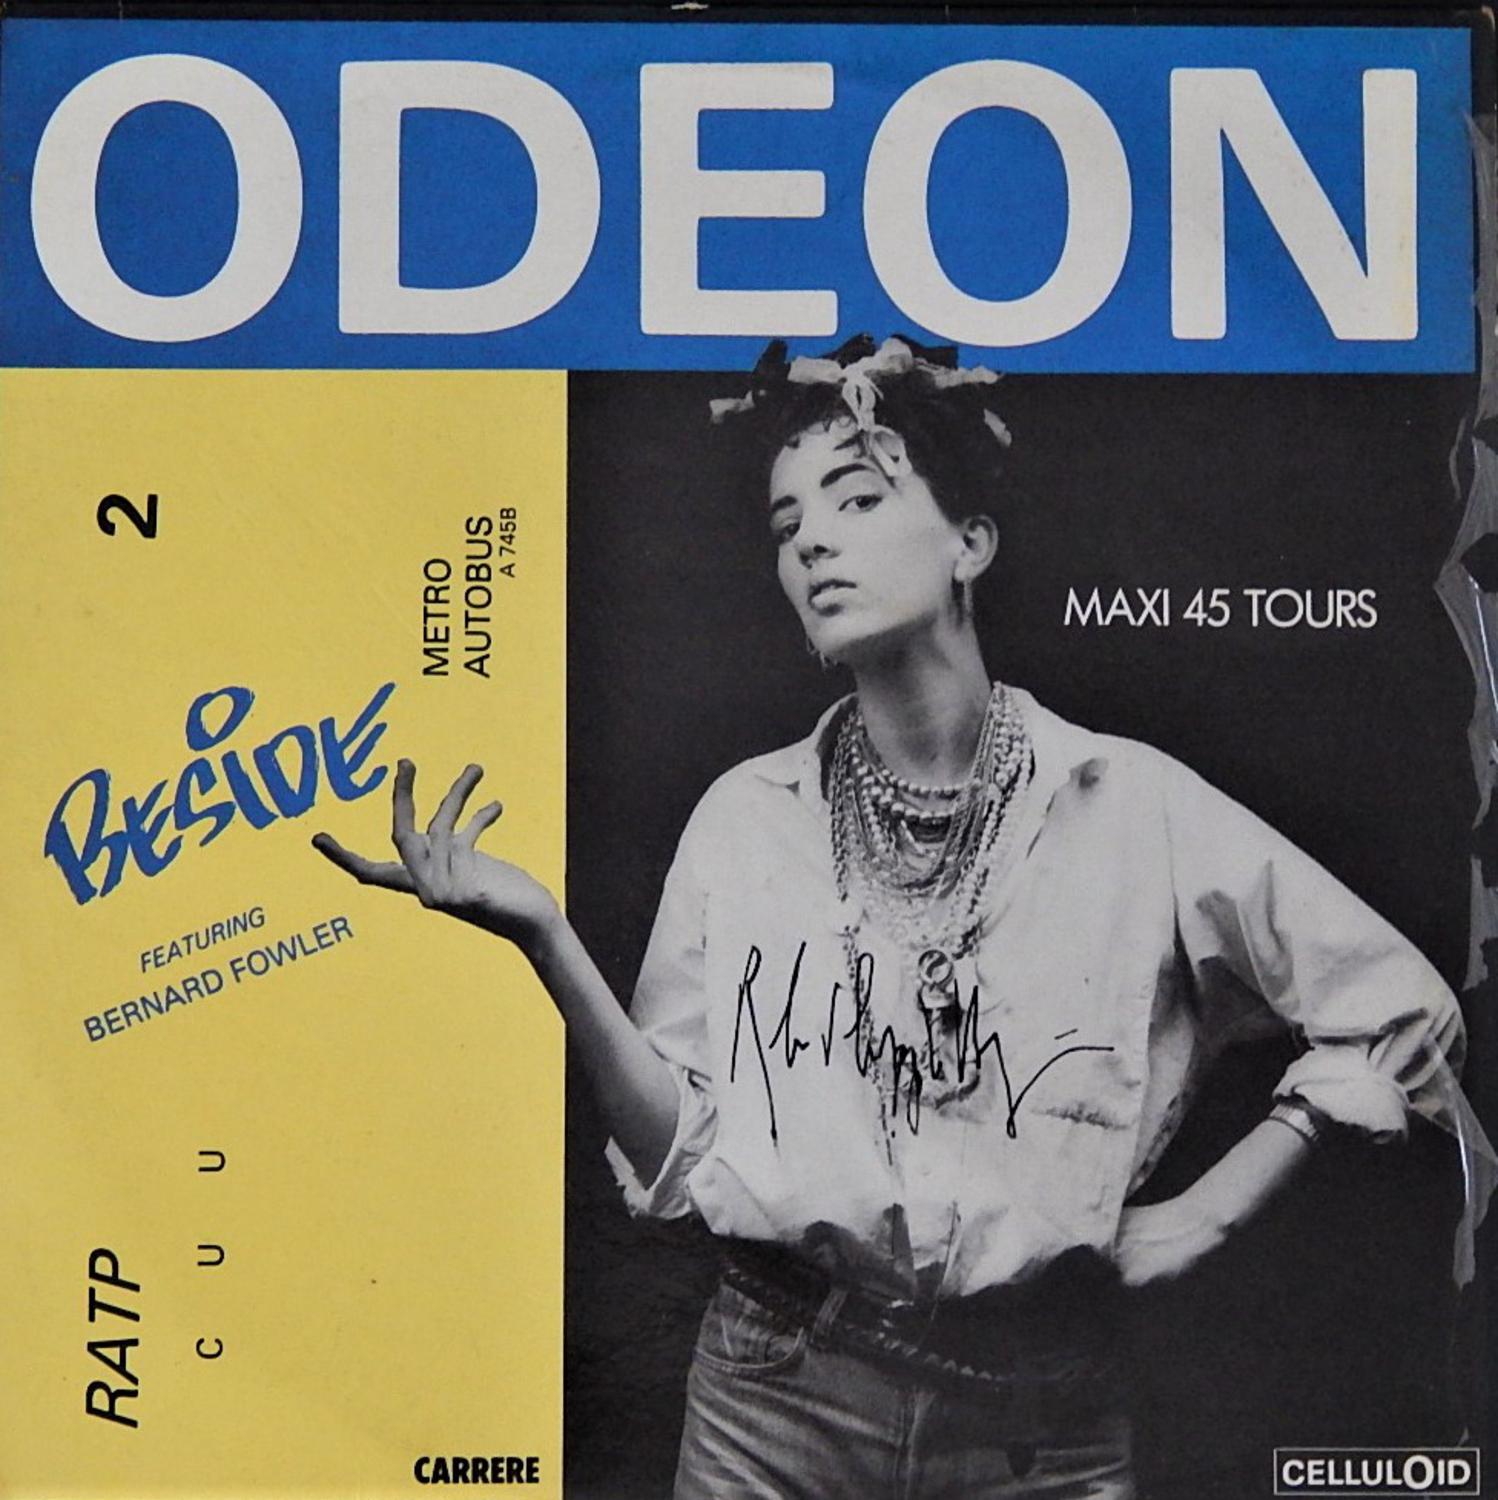 ODEON
2
METRO
AUTOBUS
A 745B
BESIDE
FEATURING
BERNARD FOWLER
MAXI 45 TOURS
RATP
C U U
CARRERE
CELLULOID